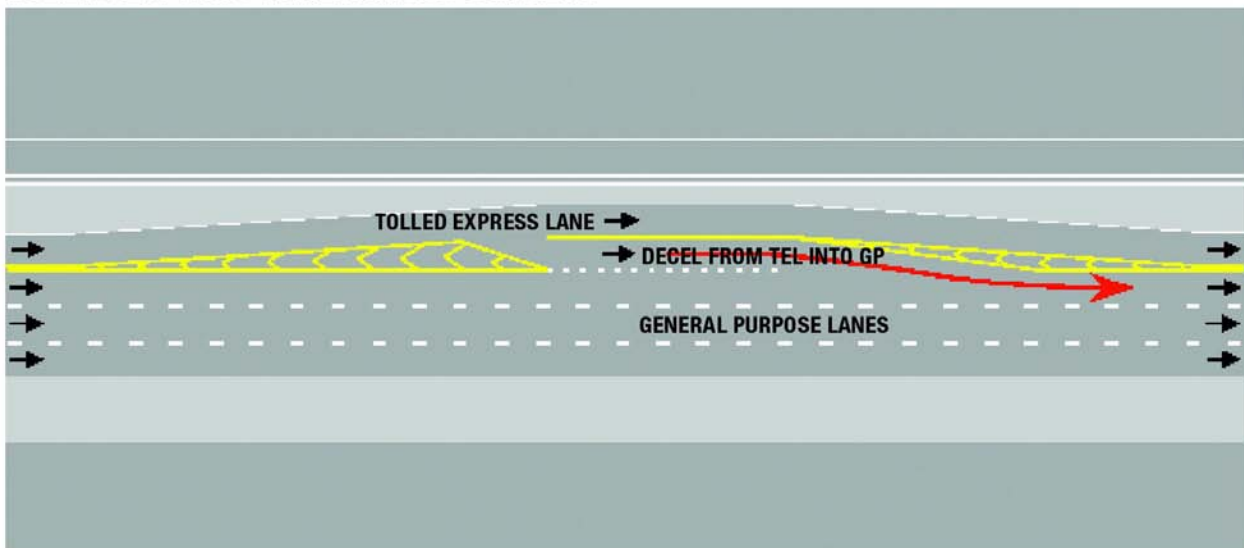 TOLLED EXPRESS LANE
DECEL FROM TEL INTO GP
GENERAL PURPOSE LANES